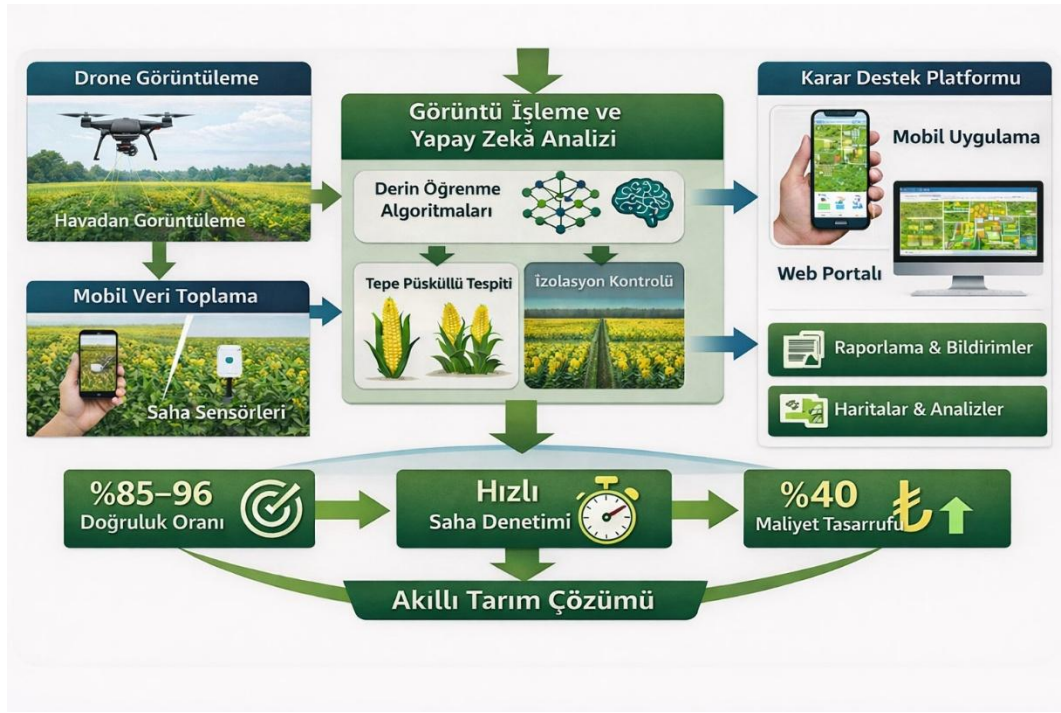 Drone Görüntüleme
Havadan Görüntüleme
Mobil Veri Toplama
Saha Sensörleri
Görüntü İşleme ve
Yapay Zekă Analizi
Derin Öğrenme
Algoritmaları
Tepe Püsküllü Tespiti
İzolasyon Kontrolü
Karar Destek Platformu
Mobil Uygulama
Web Portalı
Raporlama & Bildirimler
Haritalar & Analizler
%85–96
Doğruluk Oranı
Hızlı
Saha Denetimi
%40
Maliyet Tasarrufu
Akıllı Tarım Çözümü